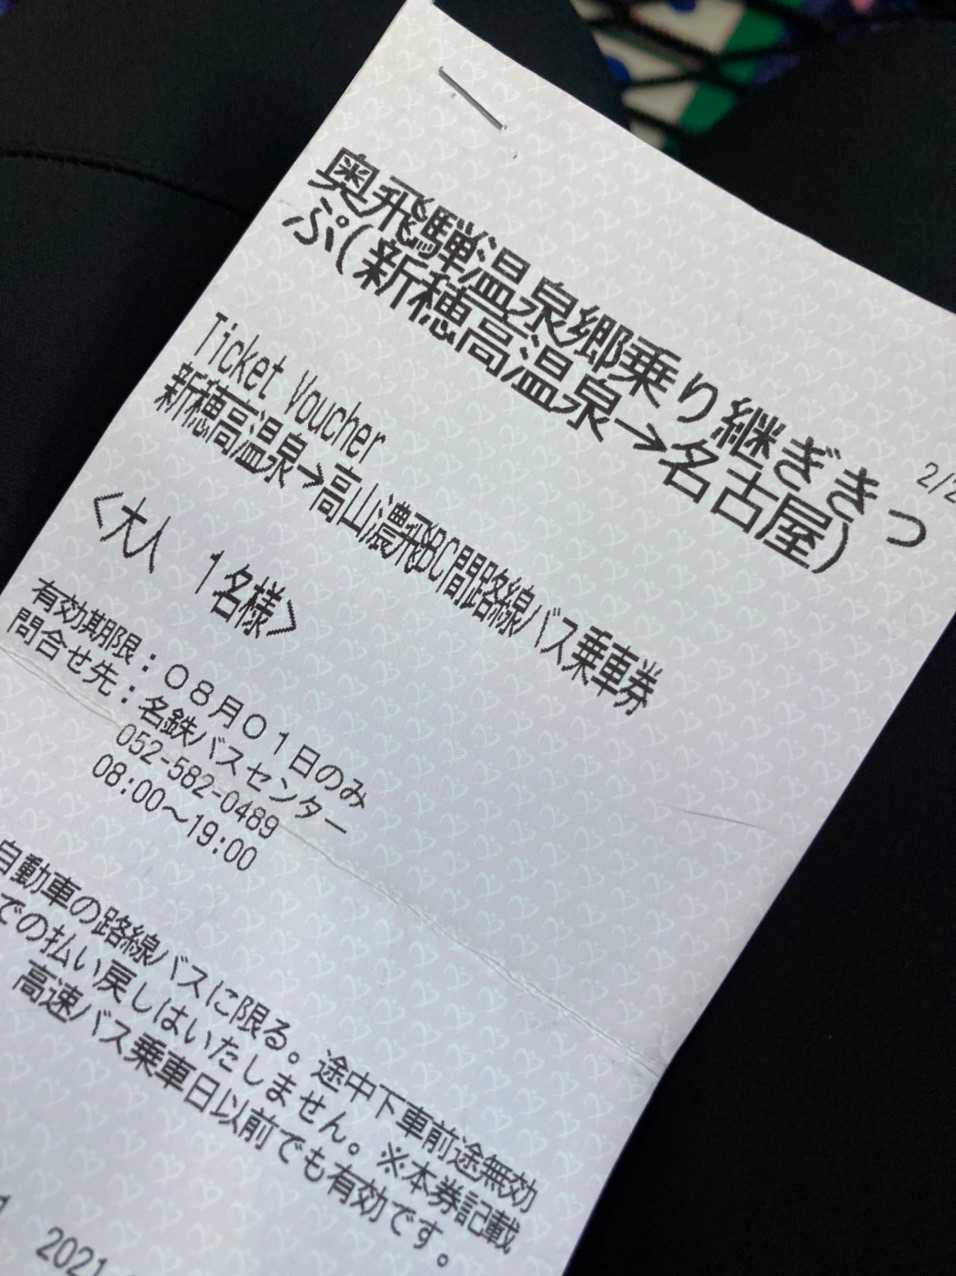 奥飛騨温泉郷乗り継ぎきっ
ぷ(新穂高温泉→名古屋)
2/2
Ticket Voucher
新穂高温泉→高山濃飛BC間路線バス乗車券
<大人 1名様>
有効期限：０８月０１日のみ
問合せ先：名鉄バスセンター
052-582-0489
08:00～19:00
自動車の路線バスに限る。途中下車前途無効
での払い戻しはいたしません。※本券記載
高速バス乗車日以前でも有効です。
2021